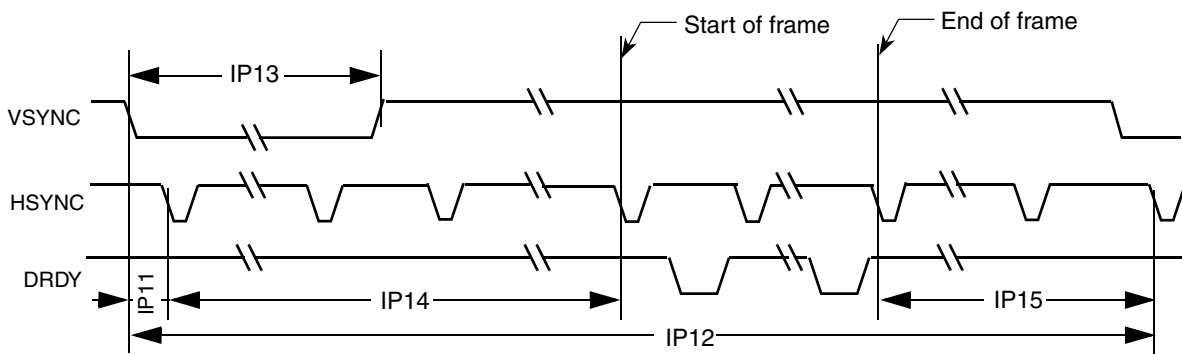 Start of frame
End of frame
IP13
VSYNC
HSYNC
DRDY
IP11
IP14
IP15
IP12